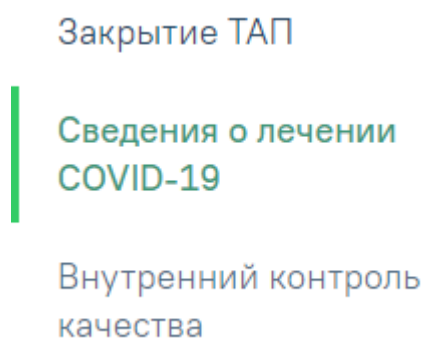 Закрытие ТАП
Сведения о лечении
COVID-19
Внутренний контроль
качества